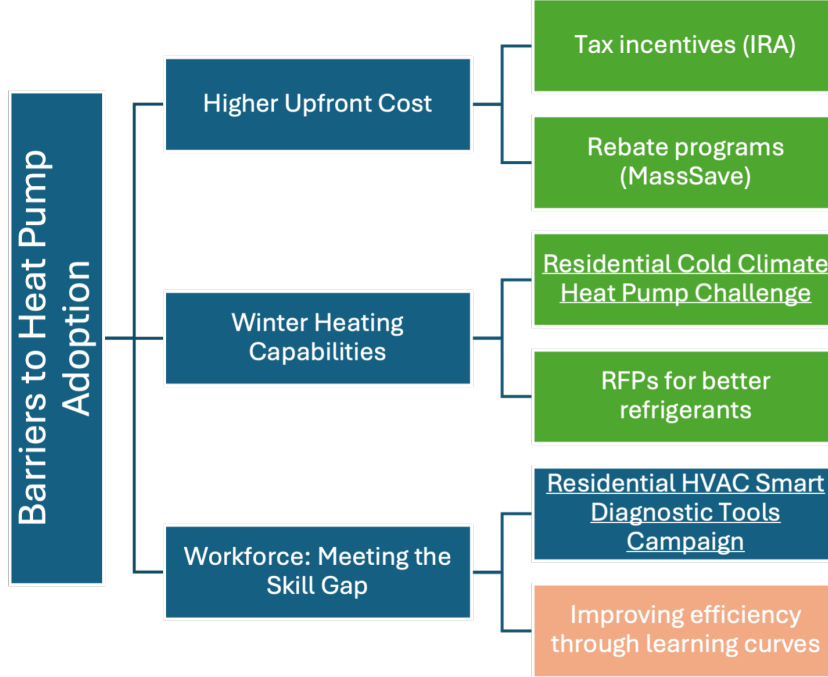 Barriers to Heat Pump
Adoption
Higher Upfront Cost
Tax incentives (IRA)
Rebate programs
(MassSave)
Winter Heating
Capabilities
Residential Cold Climate
Heat Pump Challenge
RFPs for better
refrigerants
Workforce: Meeting the
Skill Gap
Residential HVAC Smart
Diagnostic Tools
Campaign
Improving efficiency
through learning curves